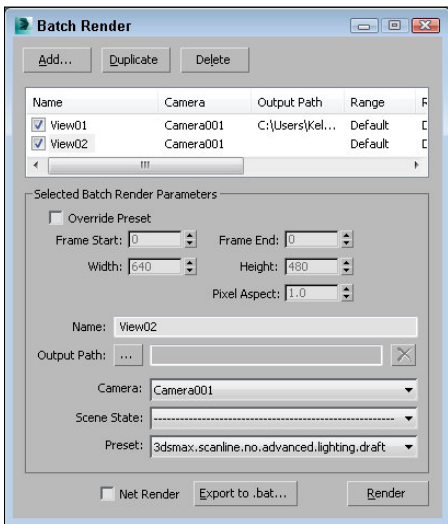 Batch Render
Add... Duplicate Delete
Name Camera Output Path Range
View01 Camera001 C:\Users\Kel... Default
View02 Camera001 Default
Selected Batch Render Parameters
Override Preset
Frame Start: 0 Frame End: 0
Width: 640 Height: 480
Pixel Aspect: 1.0
Name: View02
Output Path: ...
Camera: Camera001
Scene State:
Preset: 3dsmax.scanline.no.advanced.lighting.draft
Net Render Export to .bat... Render